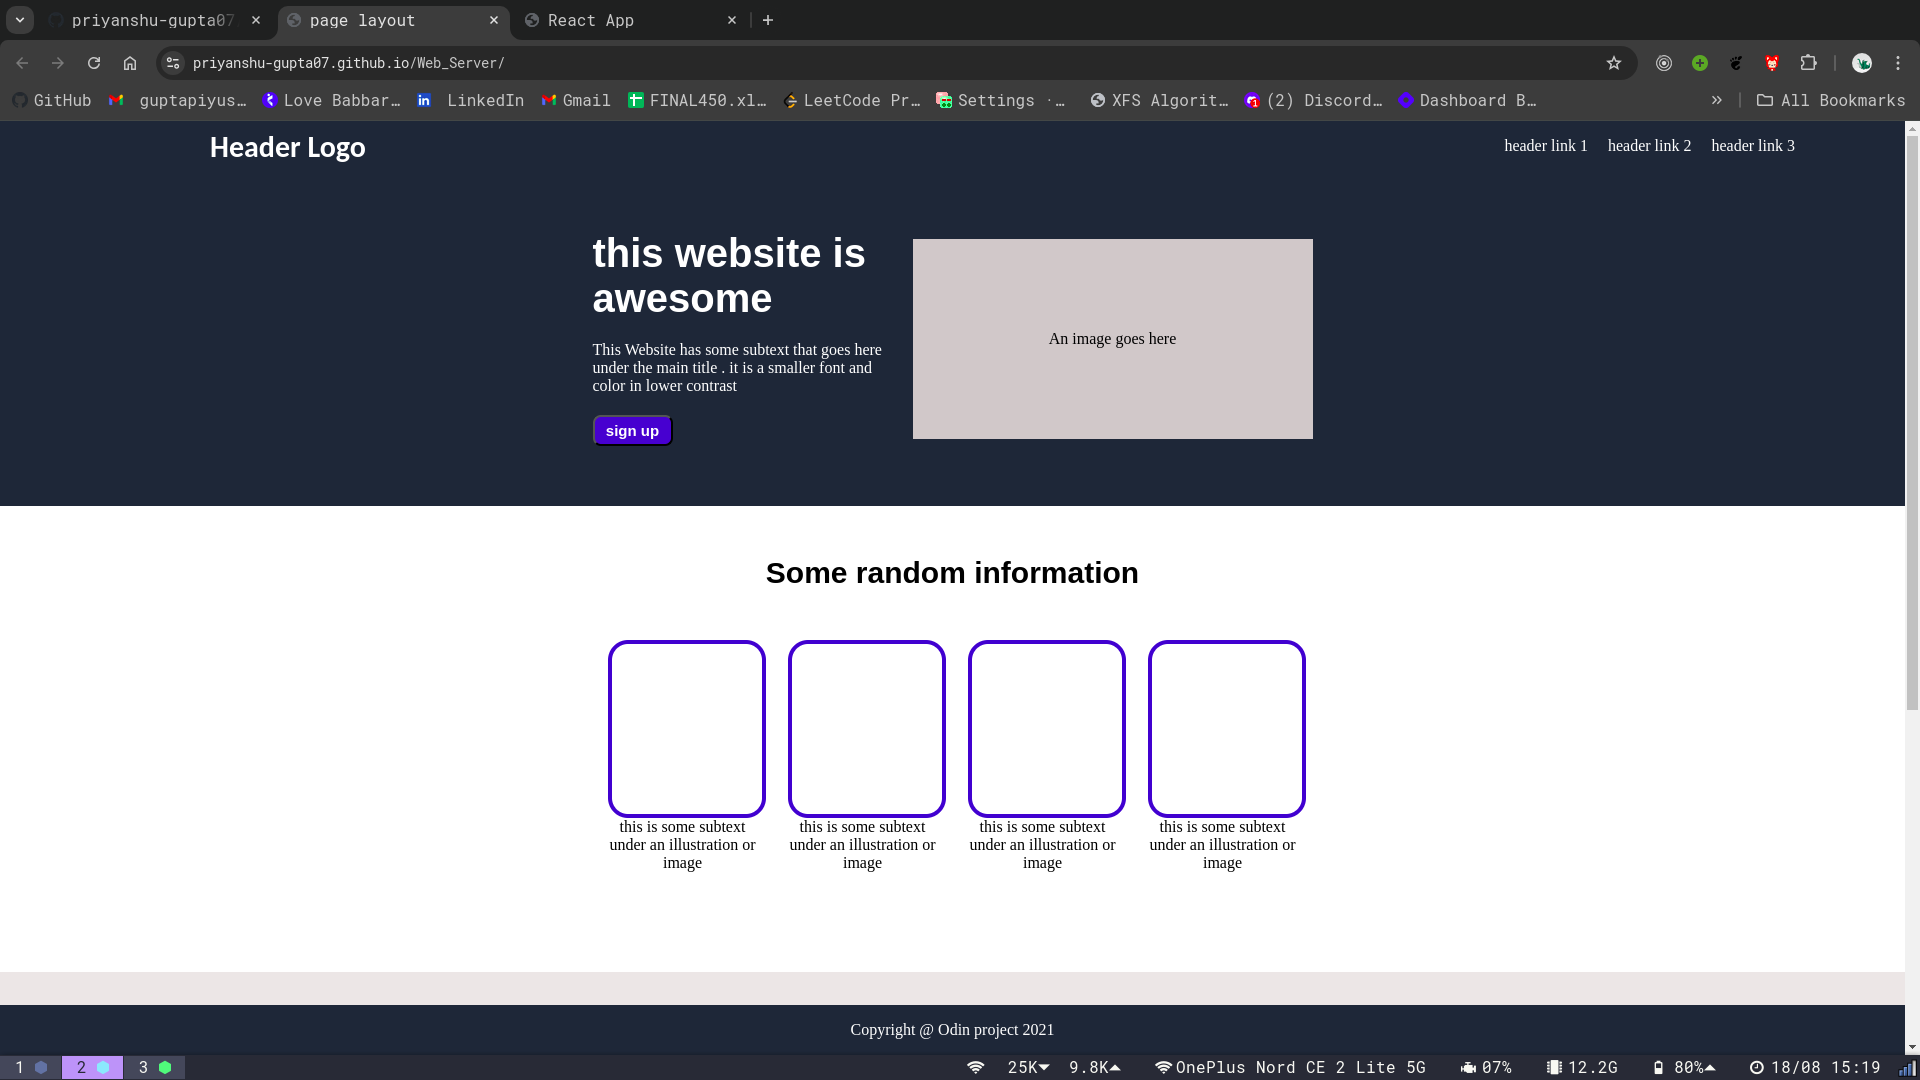 priyanshu-gupta07
page layout
React App
priyanshu-gupta07.github.io/Web_Server/
GitHub
guptapiyus…
Love Babbar…
LinkedIn
Gmail
FINAL450.xl…
LeetCode Pr…
Settings ·…
XFS Algorit…
(2) Discord…
Dashboard B…
All Bookmarks
Header Logo
header link 1
header link 2
header link 3
this website is
awesome
This Website has some subtext that goes here
under the main title . it is a smaller font and
color in lower contrast
sign up
An image goes here
Some random information
this is some subtext
under an illustration or
image
this is some subtext
under an illustration or
image
this is some subtext
under an illustration or
image
this is some subtext
under an illustration or
image
Copyright @ Odin project 2021
1
2
3
25K
9.8K
OnePlus Nord CE 2 Lite 5G
07%
12.2G
80%
18/08 15:19